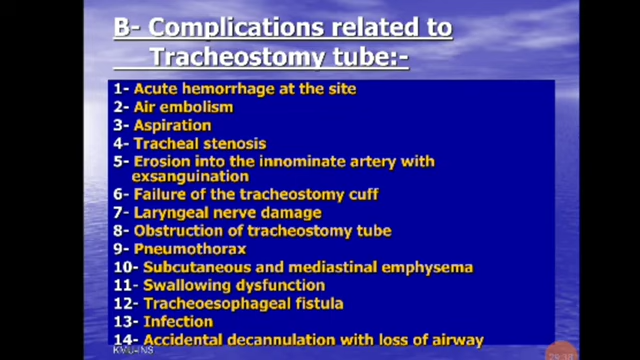 B- Complications related to
Tracheostomy tube:-
1- Acute hemorrhage at the site
2- Air embolism
3- Aspiration
4- Tracheal stenosis
5- Erosion into the innominate artery with
exsanguination
6- Failure of the tracheostomy cuff
7- Laryngeal nerve damage
8- Obstruction of tracheostomy tube
9- Pneumothorax
10- Subcutaneous and mediastinal emphysema
11- Swallowing dysfunction
12- Tracheoesophageal fistula
13- Infection
14- Accidental decannulation with loss of airway
KMU-INS